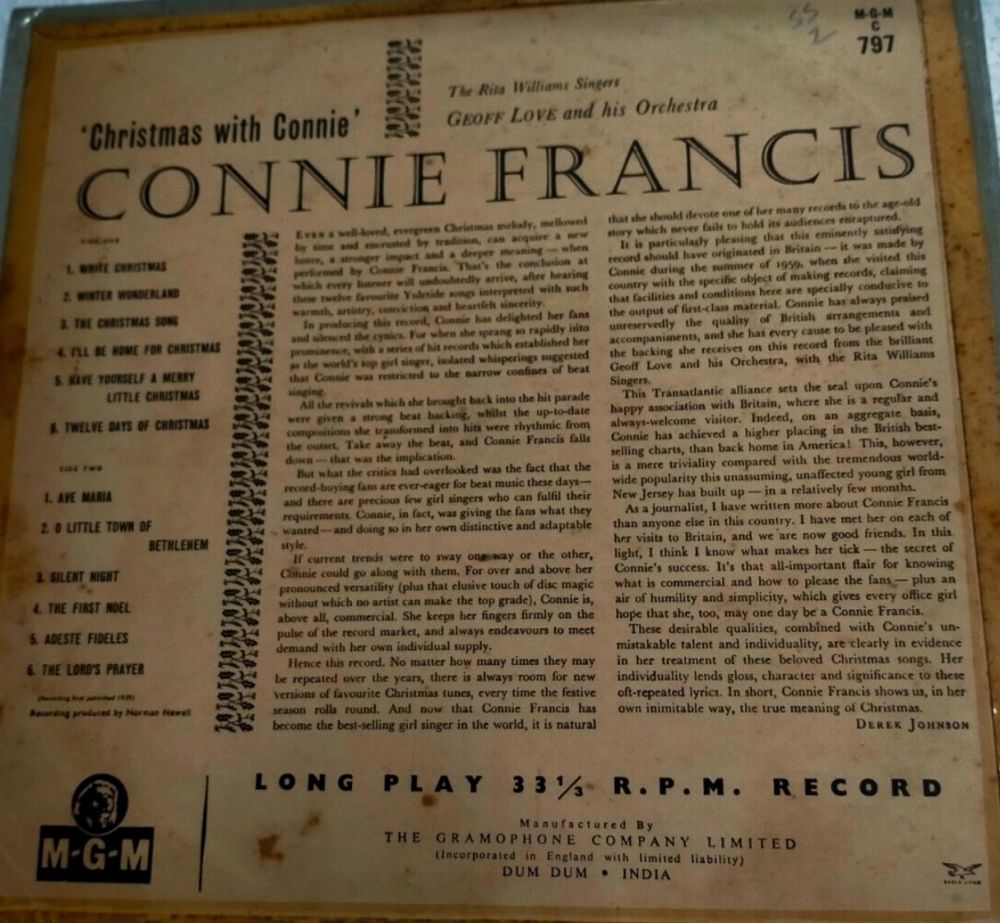 SS
2
M-G-M
C
797
The Rita Williams Singers
GEOFF LOVE and his Orchestra
'Christmas with Connie'
CONNIE FRANCIS
SIDE ONE
1. WHITE CHRISTMAS
2. WINTER WONDERLAND
3. THE CHRISTMAS SONG
4. I'LL BE HOME FOR CHRISTMAS
5. HAVE YOURSELF A MERRY
LITTLE CHRISTMAS
6. TWELVE DAYS OF CHRISTMAS
SIDE TWO
1. AVE MARIA
2. O LITTLE TOWN OF
BETHLEHEM
3. SILENT NIGHT
4. THE FIRST NOEL
5. ADESTE FIDELES
6. THE LORD'S PRAYER
(Recording first published 1959)
Recording produced by Norman Newell
EVEN a well-loved, evergreen Christmas melody, mellowed
by time and encrusted by tradition, can acquire a new
lustre, a stronger impact and a deeper meaning — when
performed by Connie Francis. That's the conclusion at
which every listener will undoubtedly arrive, after hearing
these twelve favourite Yuletide songs interpreted with such
warmth, artistry, conviction and heartfelt sincerity.
In producing this record, Connie has delighted her fans
and silenced the cynics. For when she sprang so rapidly into
prominence, with a series of hit records which established her
as the world's top girl singer, isolated whisperings suggested
that Connie was restricted to the narrow confines of beat
singing.
All the revivals which she brought back into the hit parade
were given a strong beat backing, whilst the up-to-date
compositions she transformed into hits were rhythmic from
the outset. Take away the beat, and Connie Francis falls
down — that was the implication.
But what the critics had overlooked was the fact that the
record-buying fans are ever-eager for beat music these days—
and there are precious few girl singers who can fulfil their
requirements. Connie, in fact, was giving the fans what they
wanted — and doing so in her own distinctive and adaptable
style.
If current trends were to sway one way or the other,
Connie could go along with them. For over and above her
pronounced versatility (plus that elusive touch of disc magic
without which no artist can make the top grade), Connie is,
above all, commercial. She keeps her fingers firmly on the
pulse of the record market, and always endeavours to meet
demand with her own individual supply.
Hence this record. No matter how many times they may
be repeated over the years, there is always room for new
versions of favourite Christmas tunes, every time the festive
season rolls round. And now that Connie Francis has
become the best-selling girl singer in the world, it is natural
that she should devote one of her many records to the age-old
story which never fails to hold its audiences enraptured.
It is particularly pleasing that this eminently satisfying
record should have originated in Britain — it was made by
Connie during the summer of 1959, when she visited this
country with the specific object of making records, claiming
that facilities and conditions here are specially conducive to
the output of first-class material. Connie has always praised
unreservedly the quality of British arrangements and
accompaniments, and she has every cause to be pleased with
the backing she receives on this record from the brilliant
Geoff Love and his Orchestra, with the Rita Williams
Singers.
This Transatlantic alliance sets the seal upon Connie's
happy association with Britain, where she is a regular and
always-welcome visitor. Indeed, on an aggregate basis,
Connie has achieved a higher placing in the British best-
selling charts, than back home in America! This, however,
is a mere triviality compared with the tremendous world-
wide popularity this unassuming, unaffected young girl from
New Jersey has built up — in a relatively few months.
As a journalist, I have written more about Connie Francis
than anyone else in this country. I have met her on each of
her visits to Britain, and we are now good friends. In this
light, I think I know what makes her tick — the secret of
Connie's success. It's that all-important flair for knowing
what is commercial and how to please the fans — plus an
air of humility and simplicity, which gives every office girl
hope that she, too, may one day be a Connie Francis.
These desirable qualities, combined with Connie's un-
mistakable talent and individuality, are clearly in evidence
in her treatment of these beloved Christmas songs. Her
individuality lends gloss, character and significance to these
oft-repeated lyrics. In short, Connie Francis shows us, in her
own inimitable way, the true meaning of Christmas.
DEREK JOHNSON
M-G-M
LONG PLAY 33 1/3 R.P.M. RECORD
Manufactured By
THE GRAMOPHONE COMPANY LIMITED
(Incorporated in England with limited liability)
DUM DUM • INDIA
EAGLE LITHO